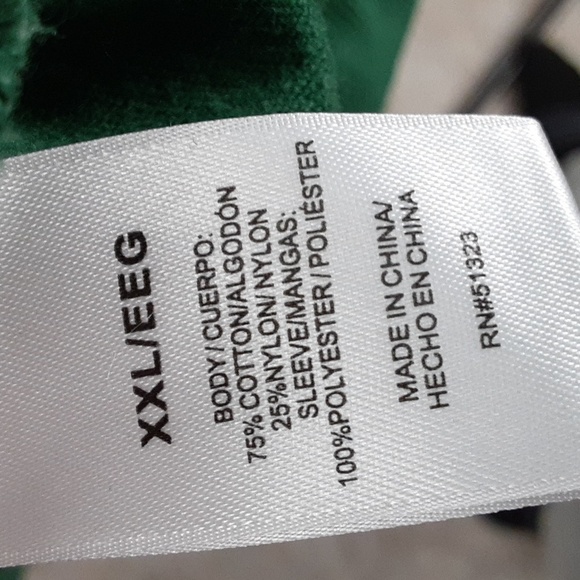 XXL/EEG
BODY/CUERPO:
75% COTTON/ALGODÓN
25%NYLON/NYLON
SLEEVE/MANGAS:
100%POLYESTER/POLIÉSTER
MADE IN CHINA/
HECHO EN CHINA
RN#51323